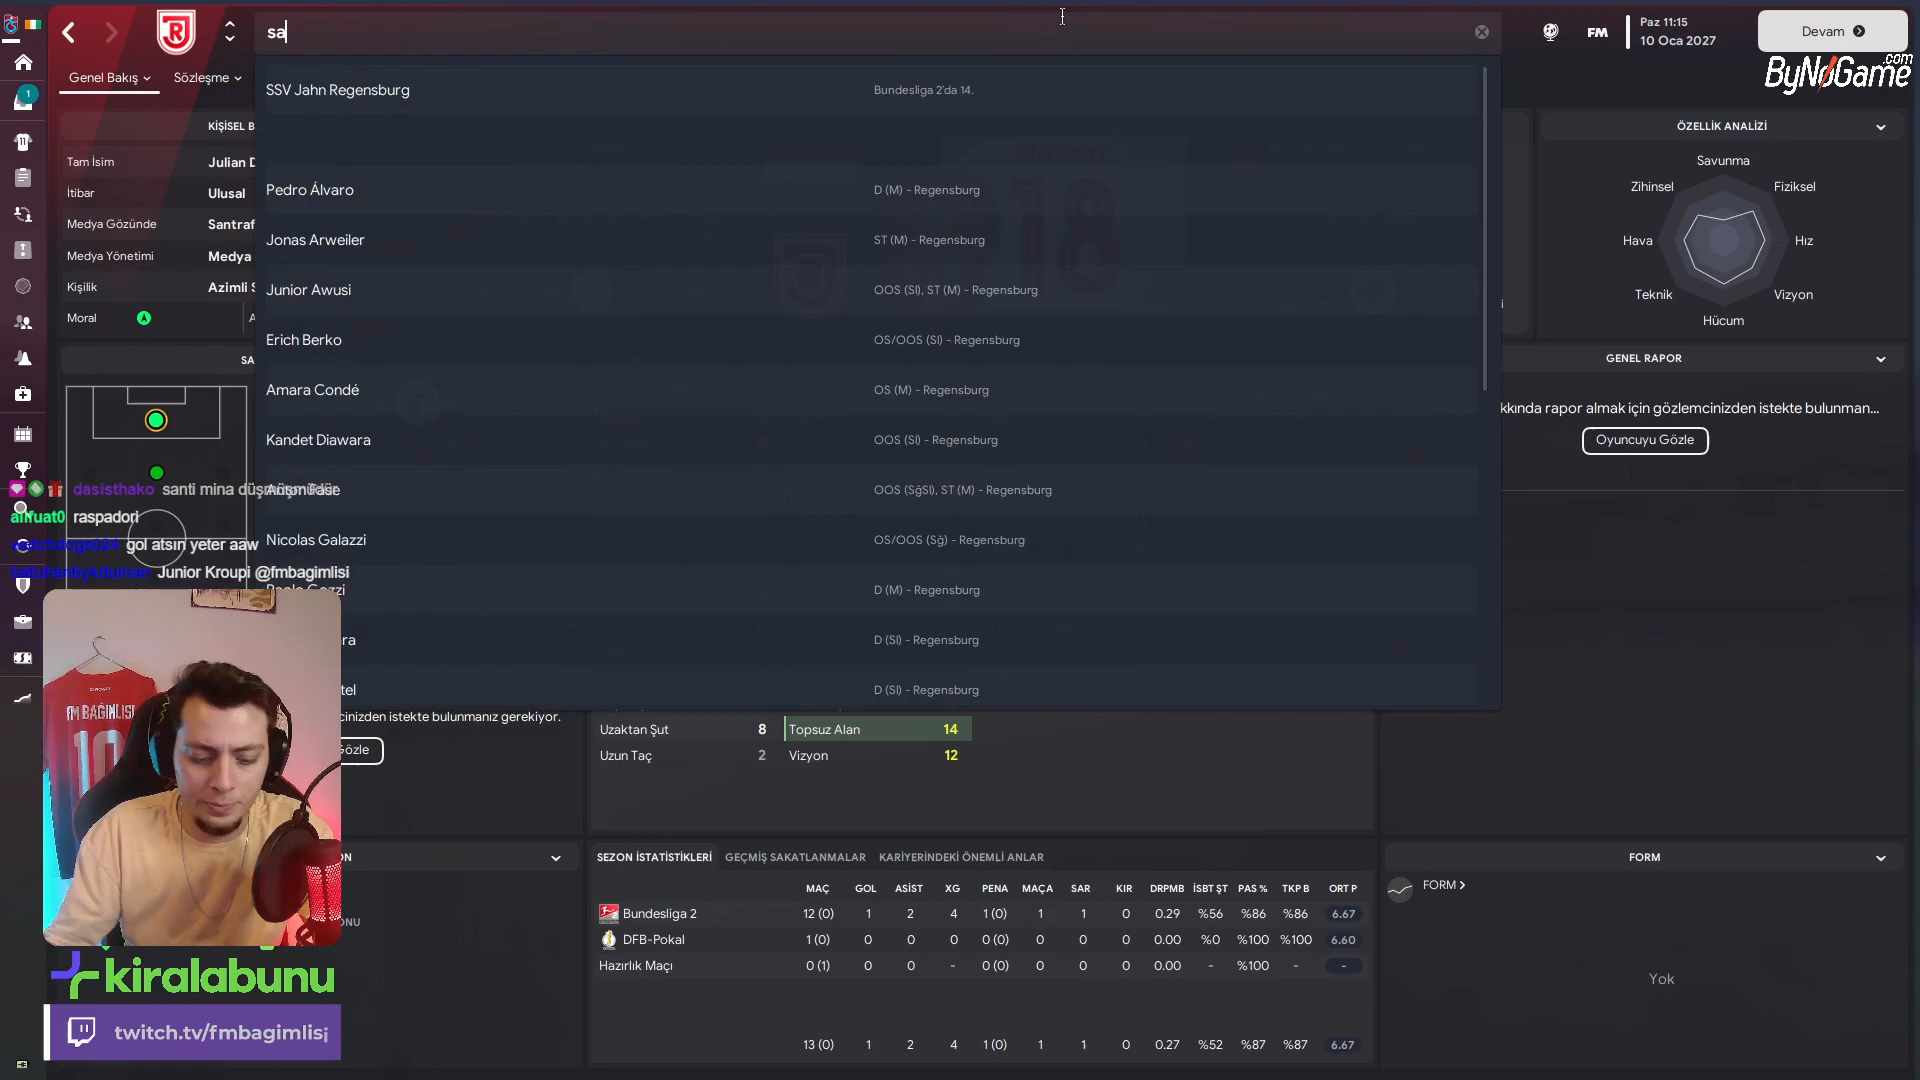 sa
FM
Paz 11:15
10 Oca 2027
Devam
ByNoGame.com
Genel Bakış
Sözleşme
SSV Jahn Regensburg
Bundesliga 2'da 14.
KİŞİSEL B
Tam İsim
Julian D
İtibar
Ulusal
Medya Gözünde
Santraf
Medya Yönetimi
Medya
Kişilik
Azimli S
Moral
Pedro Álvaro
D (M) - Regensburg
Jonas Arweiler
ST (M) - Regensburg
Junior Awusi
OOS (Sl), ST (M) - Regensburg
Erich Berko
OS/OOS (Sl) - Regensburg
Amara Condé
OS (M) - Regensburg
Kandet Diawara
OOS (Sl) - Regensburg
OOS (SğSl), ST (M) - Regensburg
Nicolas Galazzi
OS/OOS (Sğ) - Regensburg
D (M) - Regensburg
D (Sl) - Regensburg
D (Sl) - Regensburg
ÖZELLİK ANALİZİ
Savunma
Zihinsel
Fiziksel
Hava
Hız
Teknik
Vizyon
Hücum
GENEL RAPOR
kkında rapor almak için gözlemcinizden istekte bulunman...
Oyuncuyu Gözle
dasisthako santi mina
alifuat0 raspadori
gol atsın yeter aaw
batuhanbykduman Junior Kroupi @fmbagimlisi
cinizden istekte bulunmanız gerekiyor.
Gözle
Uzaktan Şut 8
Topsuz Alan 14
Uzun Taç 2
Vizyon 12
FM BAĞINLISI
10
kiralabunu
twitch.tv/fmbagimlisi
SEZON İSTATİSTİKLERİ GEÇMİŞ SAKATLANMALAR KARİYERİNDEKİ ÖNEMLİ ANLAR
MAÇ GOL ASİST XG PENA MAÇA SAR KIR DRPMB İSBT ŞT PAS % TKP B ORT P
Bundesliga 2 12 (0) 1 2 4 1 (0) 1 1 0 0.29 %56 %86 %86 6.67
DFB-Pokal 1 (0) 0 0 0 0 (0) 0 0 0 0.00 %0 %100 %100 6.60
Hazırlık Maçı 0 (1) 0 0 - 0 (0) 0 0 0 0.00 - %100 - -
13 (0) 1 2 4 1 (0) 1 1 0 0.27 %52 %87 %87 6.67
FORM
FORM
Yok